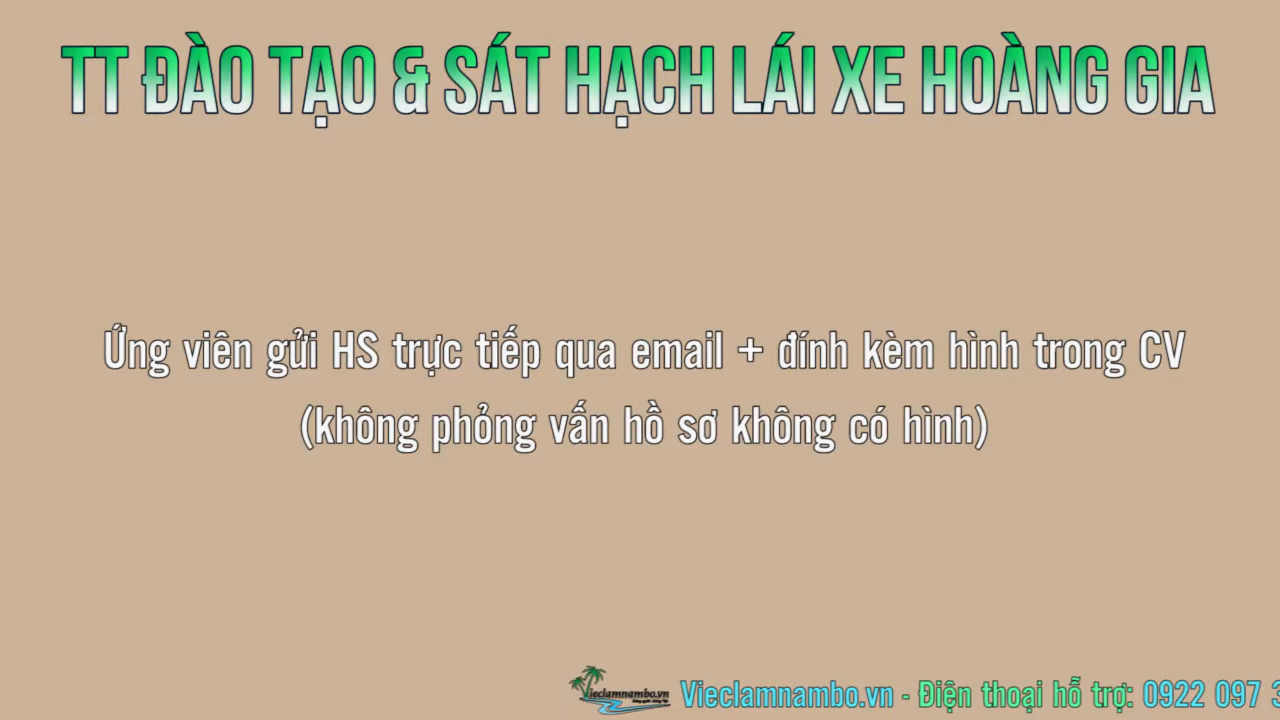 TT ĐÀO TẠO & SÁT HẠCH LÁI XE HOÀNG GIA
Ứng viên gửi HS trực tiếp qua email + đính kèm hình trong CV
(không phỏng vấn hồ sơ không có hình)
Vieclamnambo.vn
Vieclamnambo.vn - Điện thoại hỗ trợ: 0922 097